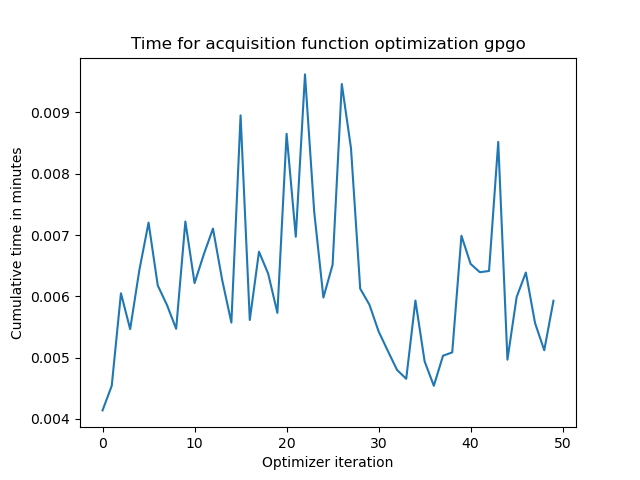 Time for acquisition function optimization gpgo
Cumulative time in minutes
0.009
0.008
0.007
0.006
0.005
0.004
0 10 20 30 40 50
Optimizer iteration